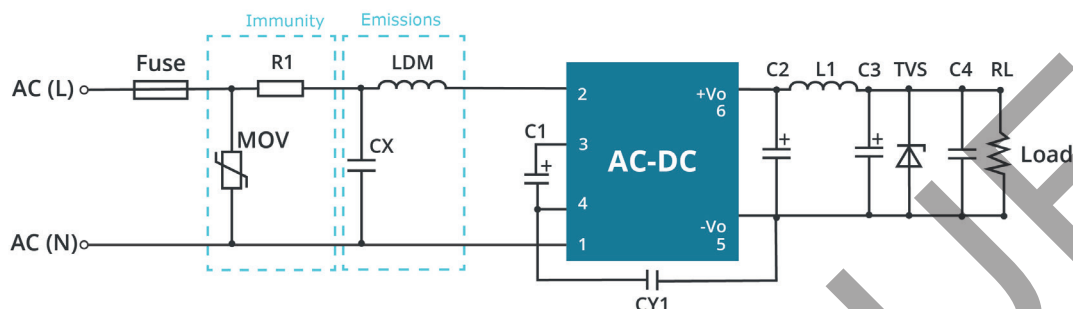 Immunity
Emissions
Fuse
R1
LDM
AC (L)
MOV
CX
C1
2
3
4
1
AC-DC
+Vo
6
-Vo
5
C2
L1
C3
TVS
C4
RL
+
+
+
Load
AC (N)
CY1